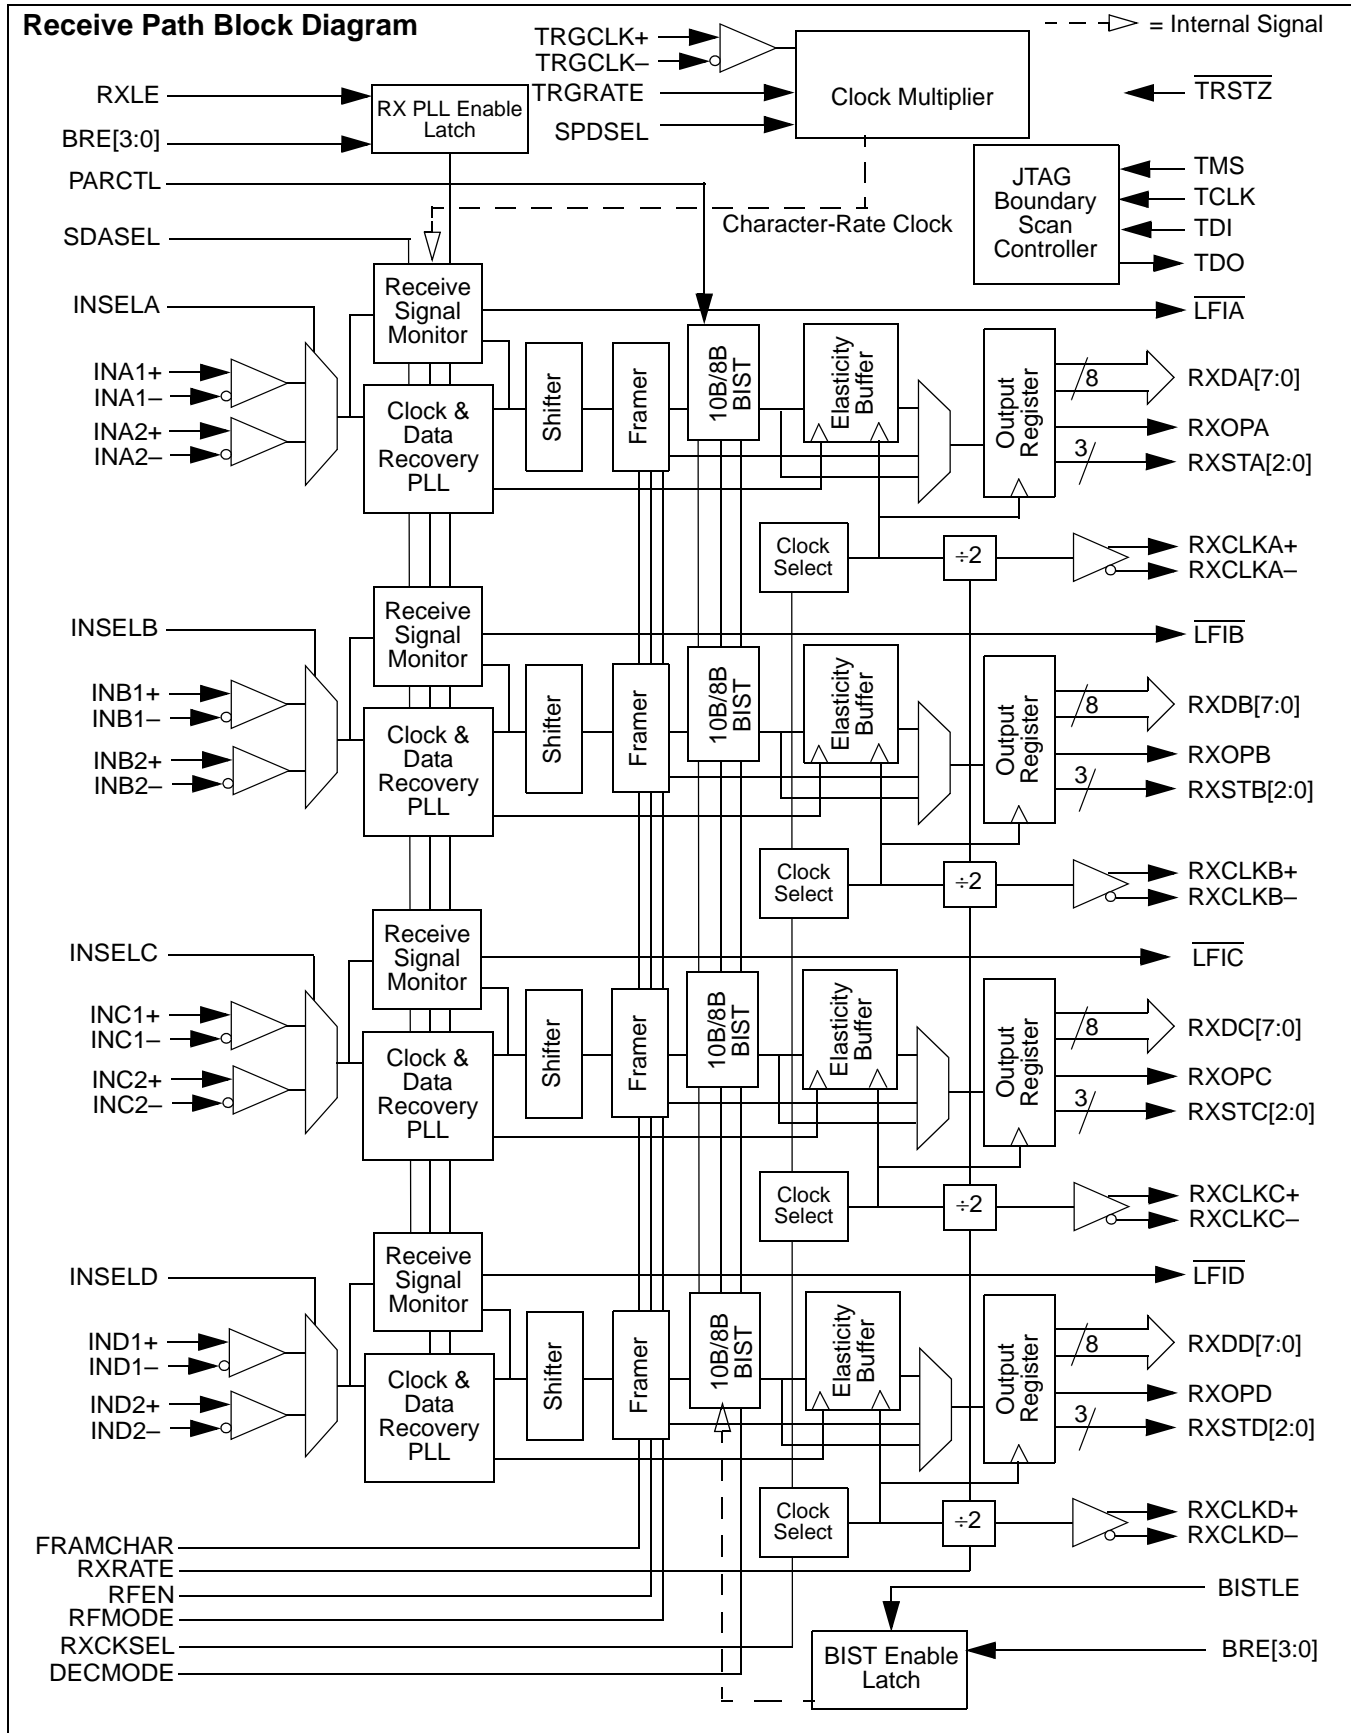 Receive Path Block Diagram
= Internal Signal
TRGCLK+
TRGCLK–
TRGRATE
SPDSEL
Clock Multiplier
TRSTZ
RXLE
BRE[3:0]
RX PLL Enable
Latch
PARCTL
SDASEL
Character-Rate Clock
JTAG
Boundary
Scan
Controller
TMS
TCLK
TDI
TDO
INSELA
INA1+
INA1–
INA2+
INA2–
Receive
Signal
Monitor
Clock &
Data
Recovery
PLL
Shifter
Framer
10B/8B
BIST
Elasticity
Buffer
Output
Register
LFIA
8
RXDA[7:0]
RXOPA
3
RXSTA[2:0]
Clock
Select
÷2
RXCLKA+
RXCLKA–
INSELB
INB1+
INB1–
INB2+
INB2–
Receive
Signal
Monitor
Clock &
Data
Recovery
PLL
Shifter
Framer
10B/8B
BIST
Elasticity
Buffer
Output
Register
LFIB
8
RXDB[7:0]
RXOPB
3
RXSTB[2:0]
Clock
Select
÷2
RXCLKB+
RXCLKB–
INSELC
INC1+
INC1–
INC2+
INC2–
Receive
Signal
Monitor
Clock &
Data
Recovery
PLL
Shifter
Framer
10B/8B
BIST
Elasticity
Buffer
Output
Register
LFIC
8
RXDC[7:0]
RXOPC
3
RXSTC[2:0]
Clock
Select
÷2
RXCLKC+
RXCLKC–
INSELD
IND1+
IND1–
IND2+
IND2–
Receive
Signal
Monitor
Clock &
Data
Recovery
PLL
Shifter
Framer
10B/8B
BIST
Elasticity
Buffer
Output
Register
LFID
8
RXDD[7:0]
RXOPD
3
RXSTD[2:0]
Clock
Select
÷2
RXCLKD+
RXCLKD–
FRAMCHAR
RXRATE
RFEN
RFMODE
RXCKSEL
DECMODE
BISTLE
BRE[3:0]
BIST Enable
Latch